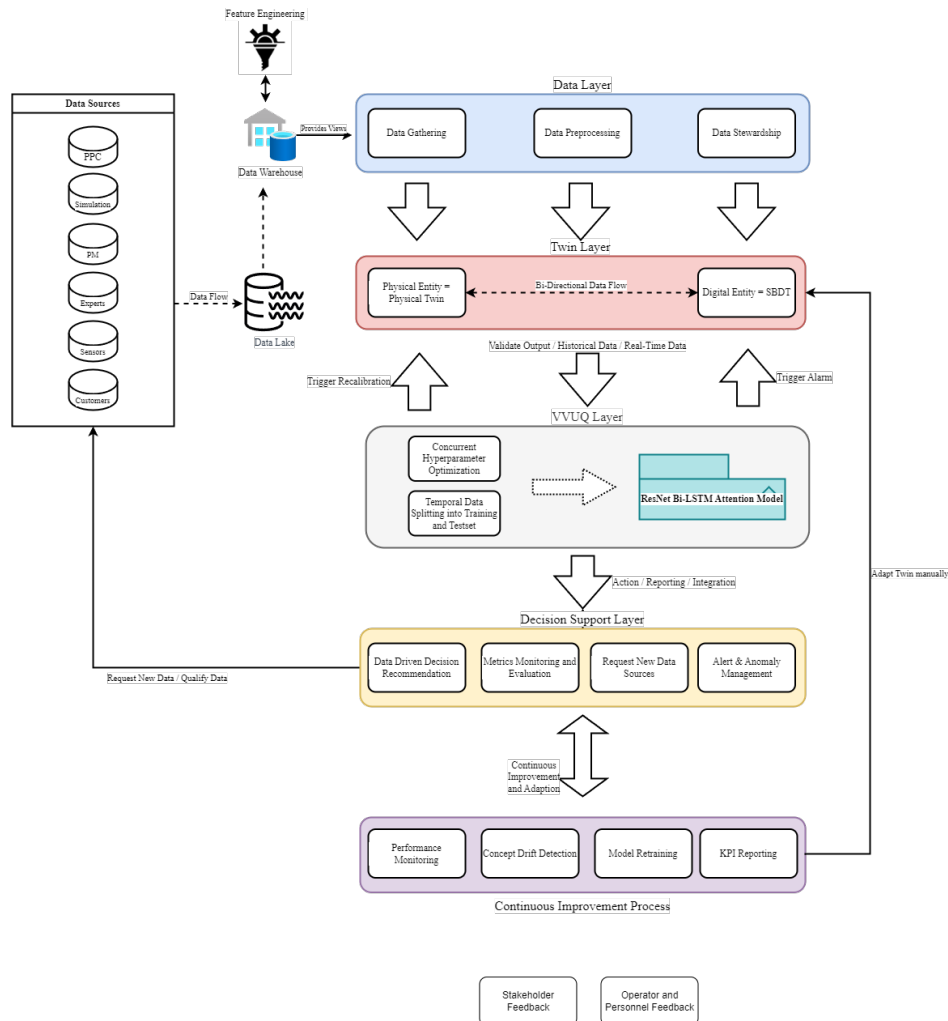 Feature Engineering
Data Sources
PPC
Simulation
PM
Experts
Sensors
Customers
Data Flow
Data Lake
Data Warehouse
Provides Views
Data Layer
Data Gathering
Data Preprocessing
Data Stewardship
Twin Layer
Physical Entity =
Physical Twin
Bi-Directional Data Flow
Digital Entity = SBDT
Validate Output / Historical Data / Real-Time Data
Trigger Recalibration
Trigger Alarm
VVUQ Layer
Concurrent
Hyperparameter
Optimization
Temporal Data
Splitting into Training
and Testset
ResNet Bi-LSTM Attention Model
Action / Reporting / Integration
Adapt Twin manually
Decision Support Layer
Data Driven Decision
Recommendation
Metrics Monitoring and
Evaluation
Request New Data
Sources
Alert & Anomaly
Management
Request New Data / Qualify Data
Continuous
Improvement
and Adaption
Performance
Monitoring
Concept Drift Detection
Model Retraining
KPI Reporting
Continuous Improvement Process
Stakeholder
Feedback
Operator and
Personnel Feedback